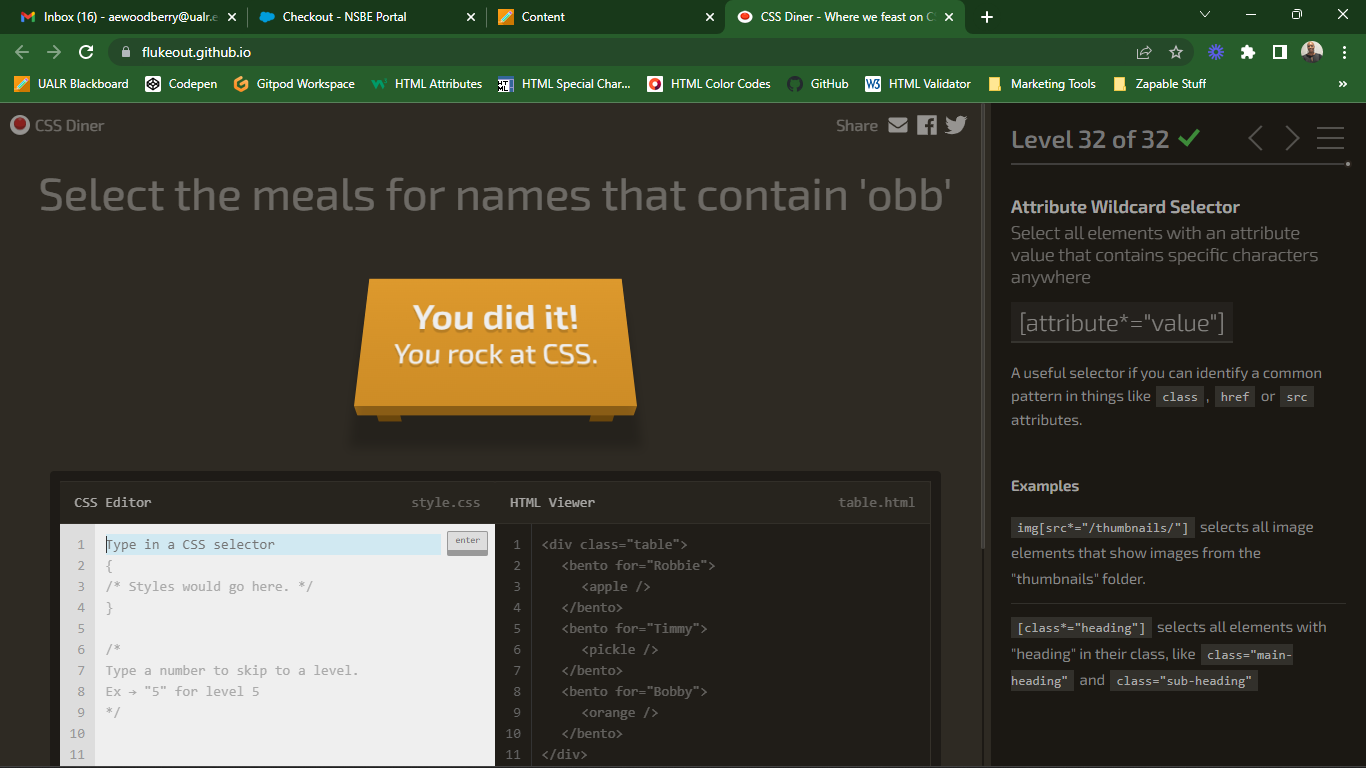 Inbox (16) - aewoodberry@ualr.e
Checkout - NSBE Portal
Content
CSS Diner - Where we feast on C
flukeout.github.io
UALR Blackboard
Codepen
Gitpod Workspace
HTML Attributes
HTML Special Char...
HTML Color Codes
GitHub
HTML Validator
Marketing Tools
Zapable Stuff
CSS Diner
Share
Select the meals for names that contain 'obb'
You did it!
You rock at CSS.
CSS Editor style.css
1 Type in a CSS selector enter
2 {
3 /* Styles would go here. */
4 }
5
6 /*
7 Type a number to skip to a level.
8 Ex → "5" for level 5
9 */
10
11
HTML Viewer table.html
1 <div class="table">
2 <bento for="Robbie">
3 <apple />
4 </bento>
5 <bento for="Timmy">
6 <pickle />
7 </bento>
8 <bento for="Bobby">
9 <orange />
10 </bento>
11 </div>
Level 32 of 32
Attribute Wildcard Selector
Select all elements with an attribute
value that contains specific characters
anywhere
[attribute*="value"]
A useful selector if you can identify a common
pattern in things like class , href or src
attributes.
Examples
img[src*="/thumbnails/"] selects all image
elements that show images from the
"thumbnails" folder.
[class*="heading"] selects all elements with
"heading" in their class, like class="main-
heading" and class="sub-heading"